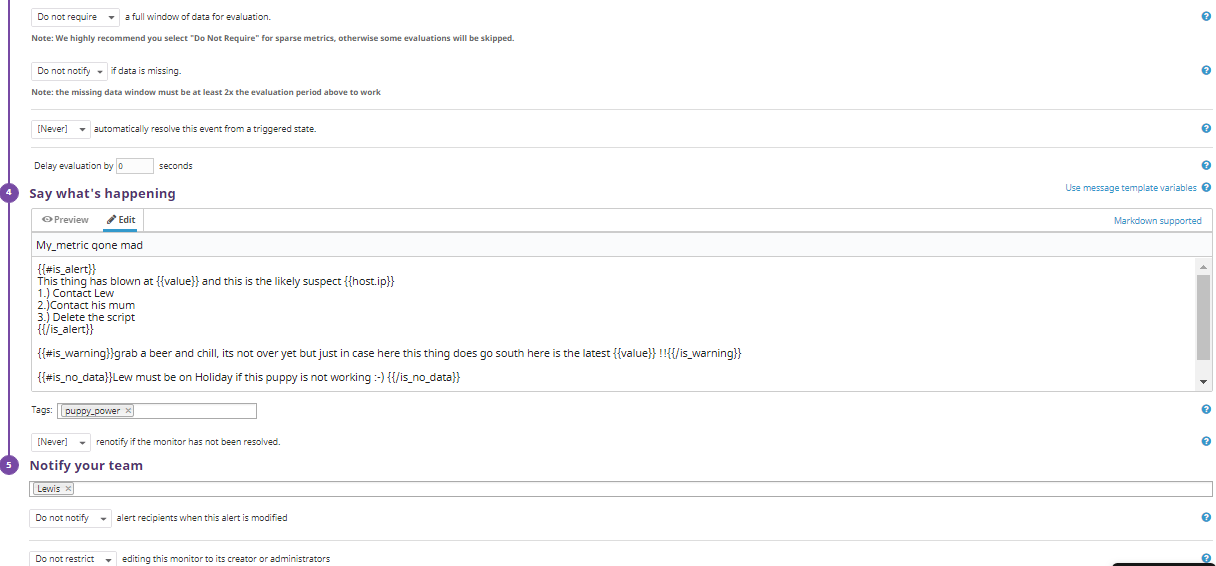 Do not require a full window of data for evaluation.
Note: We highly recommend you select "Do Not Require" for sparse metrics, otherwise some evaluations will be skipped.
Do not notify if data is missing.
Note: the missing data window must be at least 2x the evaluation period above to work
[Never] automatically resolve this event from a triggered state.
Delay evaluation by 0 seconds
4 Say what's happening
Use message template variables
Preview Edit
Markdown supported
My_metric gone mad
{{#is_alert}}
This thing has blown at {{value}} and this is the likely suspect {{host.ip}}
1.) Contact Lew
2.)Contact his mum
3.) Delete the script
{{/is_alert}}
{{#is_warning}}grab a beer and chill, its not over yet but just in case here this thing does go south here is the latest {{value}} !!{{/is_warning}}
{{#is_no_data}}Lew must be on Holiday if this puppy is not working :-) {{/is_no_data}}
Tags: puppy_power ×
[Never] renotify if the monitor has not been resolved.
5 Notify your team
Lewis ×
Do not notify alert recipients when this alert is modified
Do not restrict editing this monitor to its creator or administrators